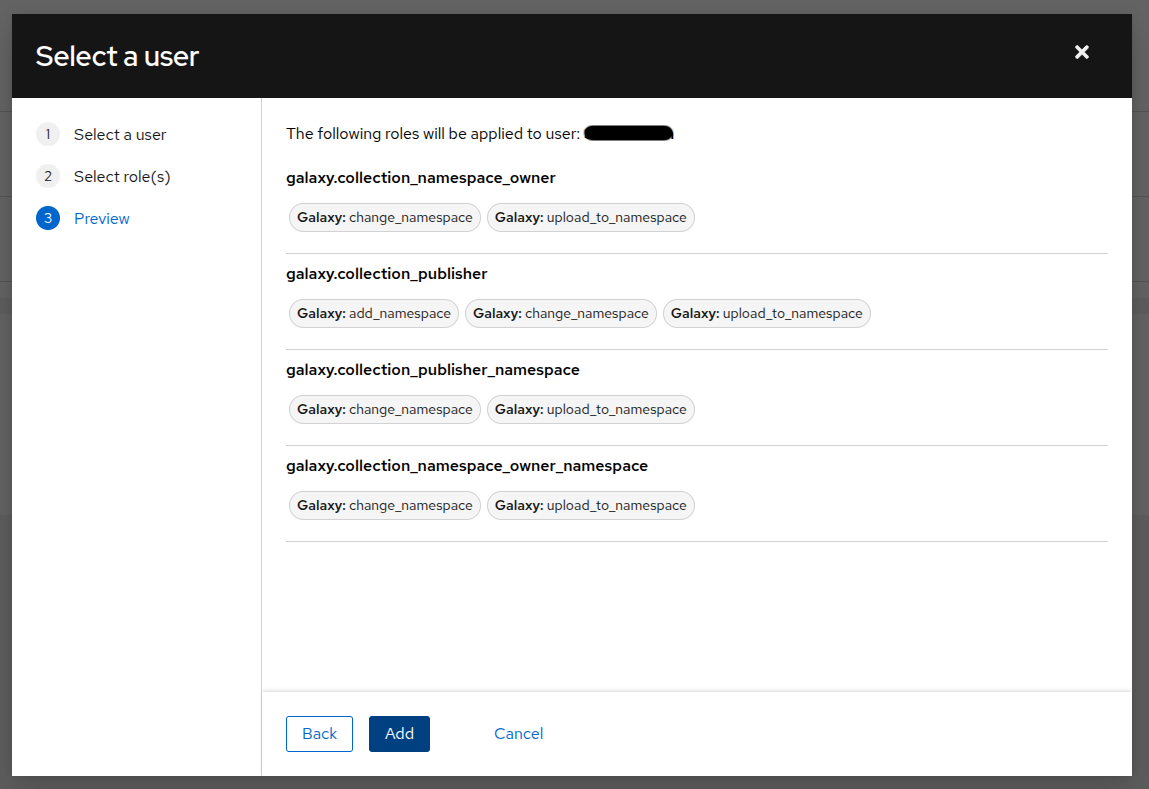 Select a user
1 Select a user
2 Select role(s)
3 Preview
The following roles will be applied to user:
galaxy.collection_namespace_owner
Galaxy: change_namespace Galaxy: upload_to_namespace
galaxy.collection_publisher
Galaxy: add_namespace Galaxy: change_namespace Galaxy: upload_to_namespace
galaxy.collection_publisher_namespace
Galaxy: change_namespace Galaxy: upload_to_namespace
galaxy.collection_namespace_owner_namespace
Galaxy: change_namespace Galaxy: upload_to_namespace
Back Add Cancel